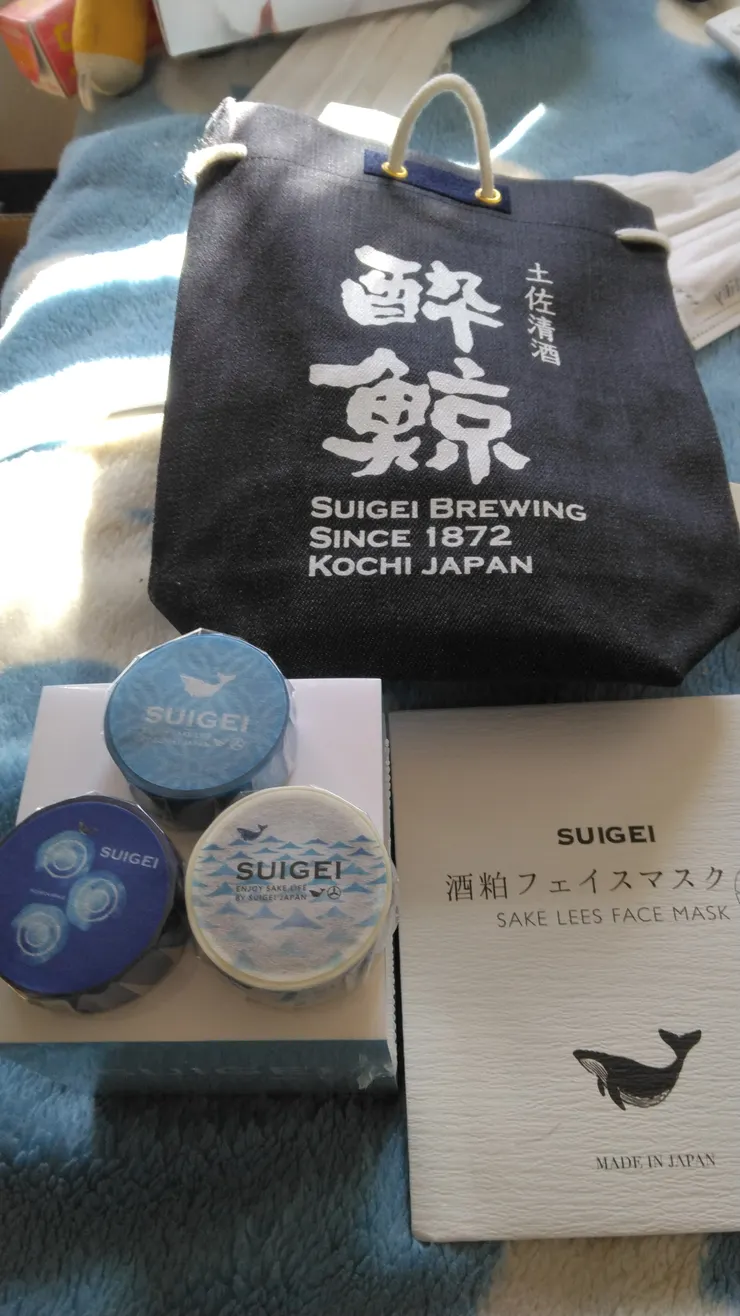 酔鯨
土佐清酒
SUIGEI BREWING
SINCE 1872
KOCHI JAPAN
SUIGEI
SUIGEI
SUIGEI
ENJOY SAKE LIFE
BY SUIGEI JAPAN
SUIGEI
酒粕フェイスマスク
SAKE LEES FACE MASK
MADE IN JAPAN